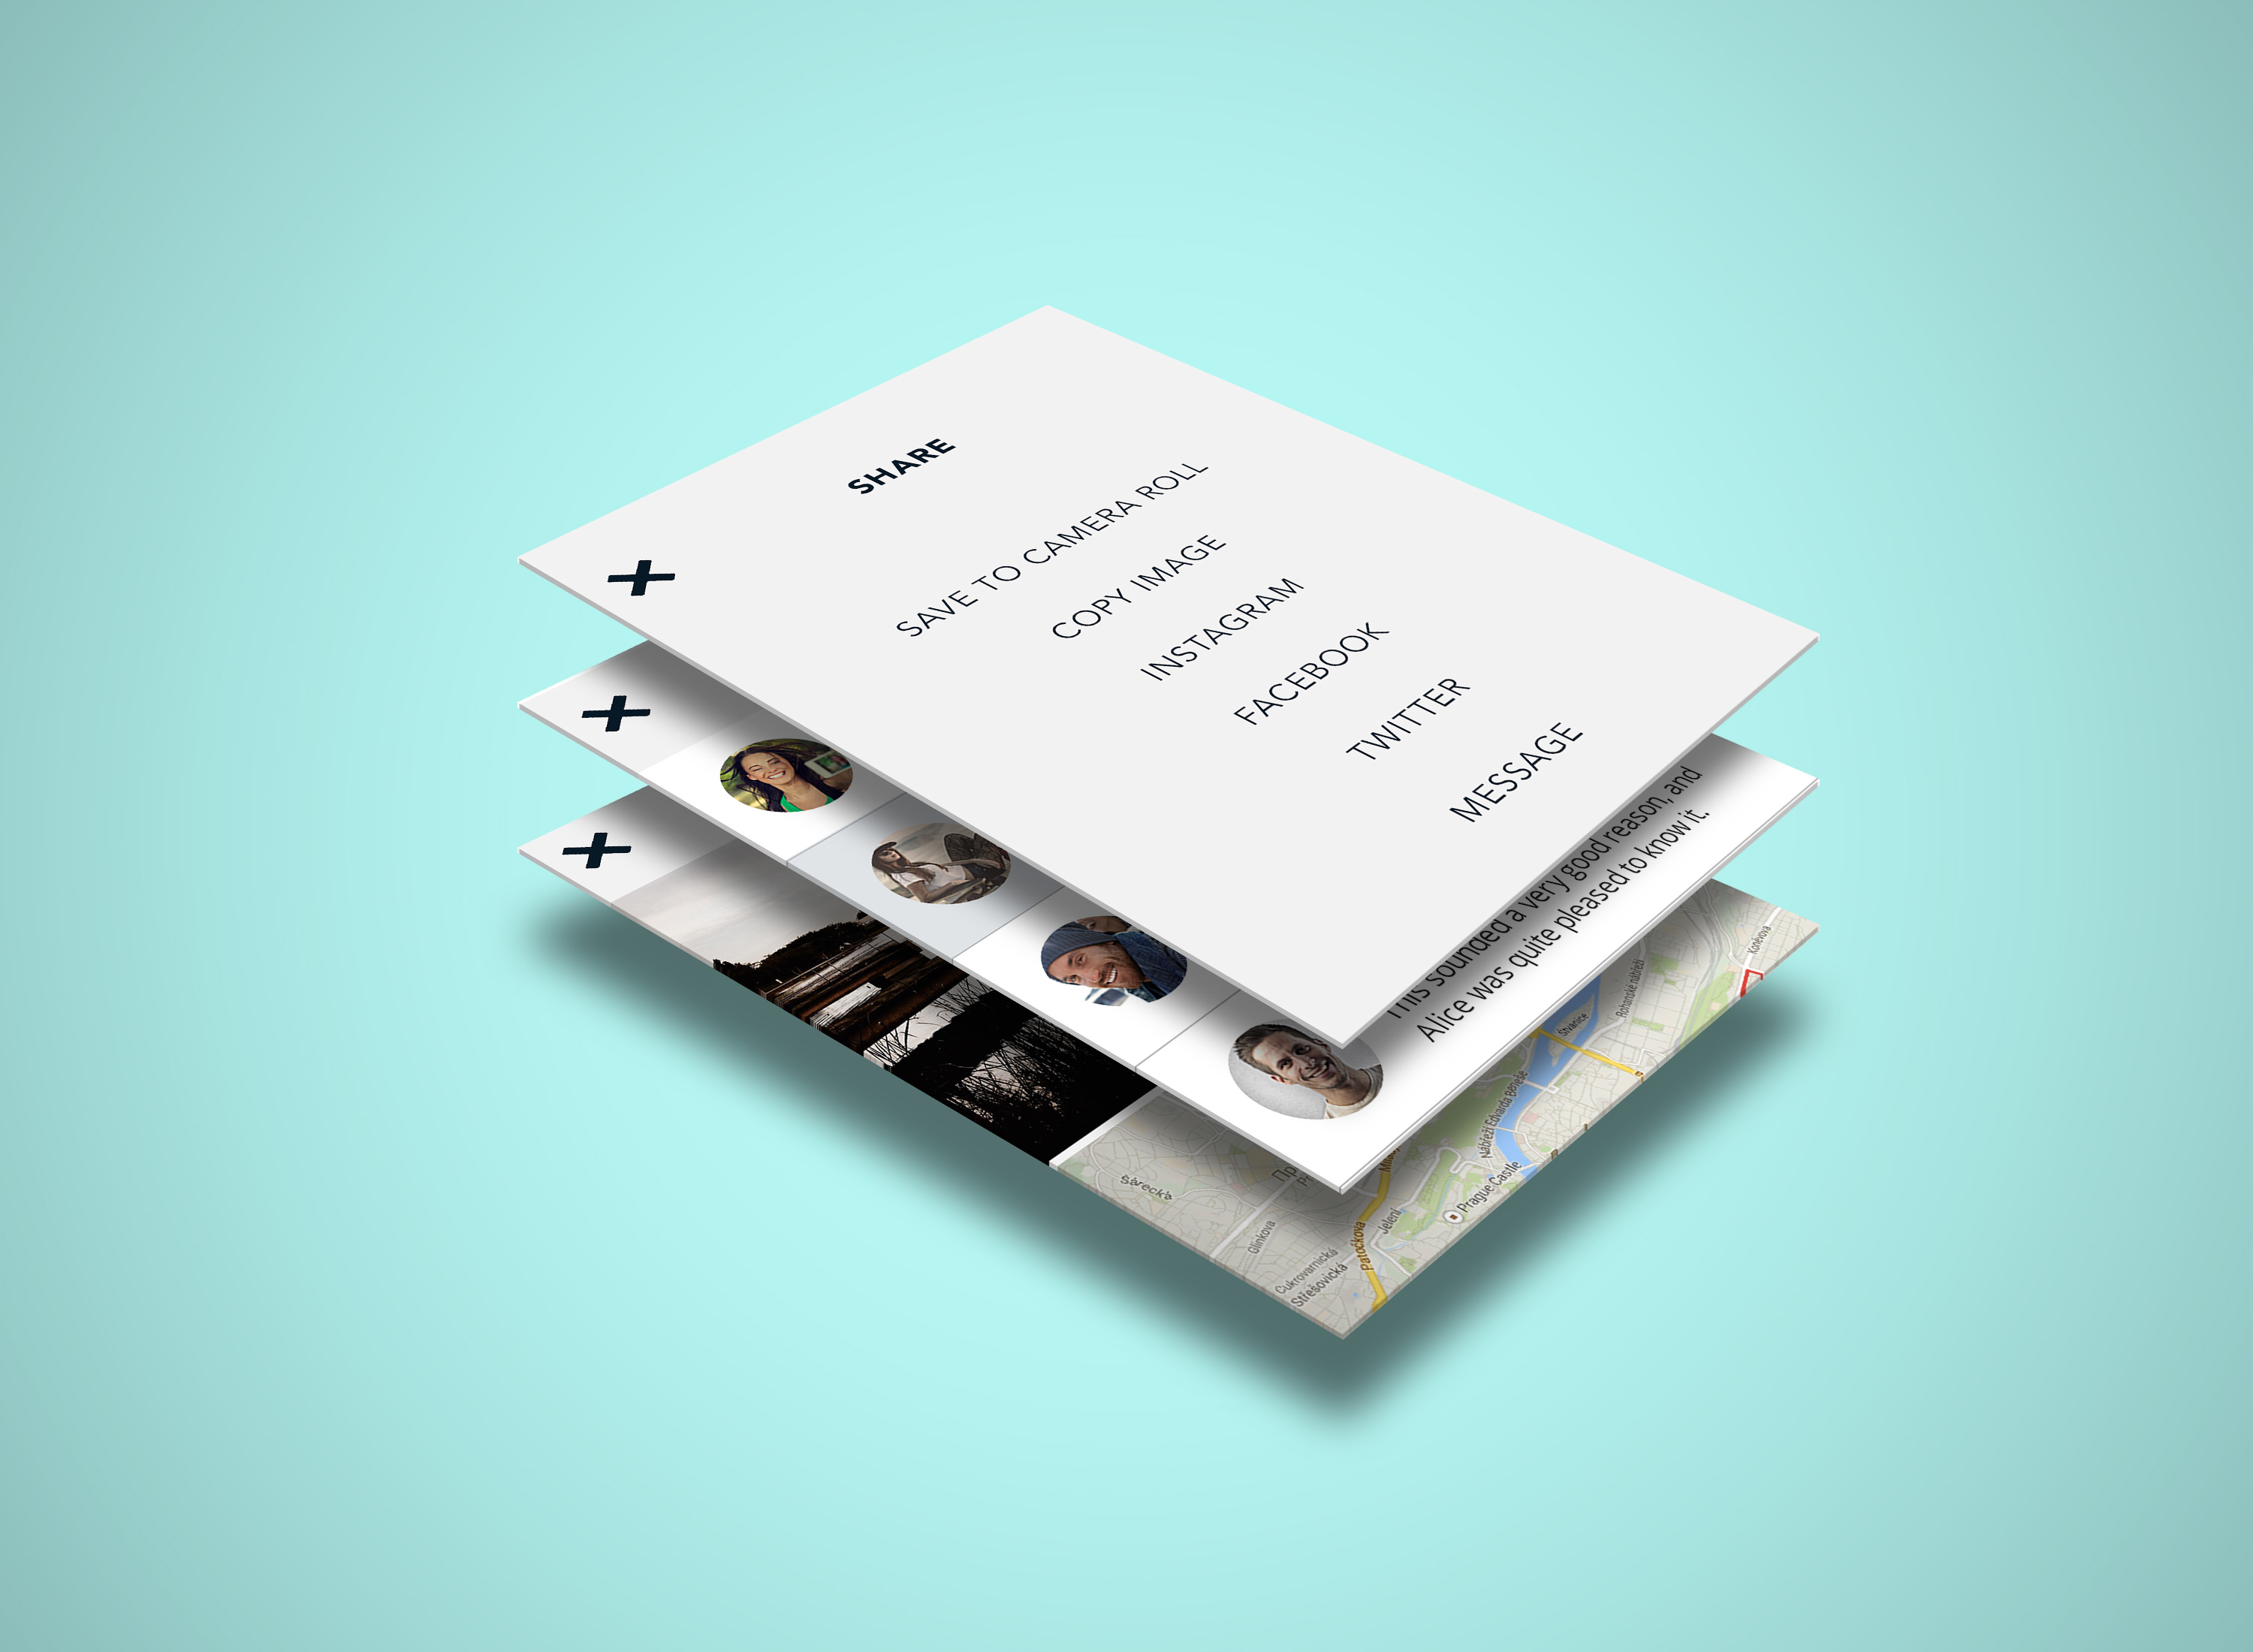 SHARE
SAVE TO CAMERA ROLL
COPY IMAGE
INSTAGRAM
FACEBOOK
TWITTER
MESSAGE
This sounded a very good reason, and
Alice was quite pleased to know it.
Koněvova
Rohanské nábřeží
Štvanice
Nábřeží Edvarda Beneše
Prague Castle
Šárecká
Jelení
Glinkova
Patočkova
Cukrovarnická
Střešovická